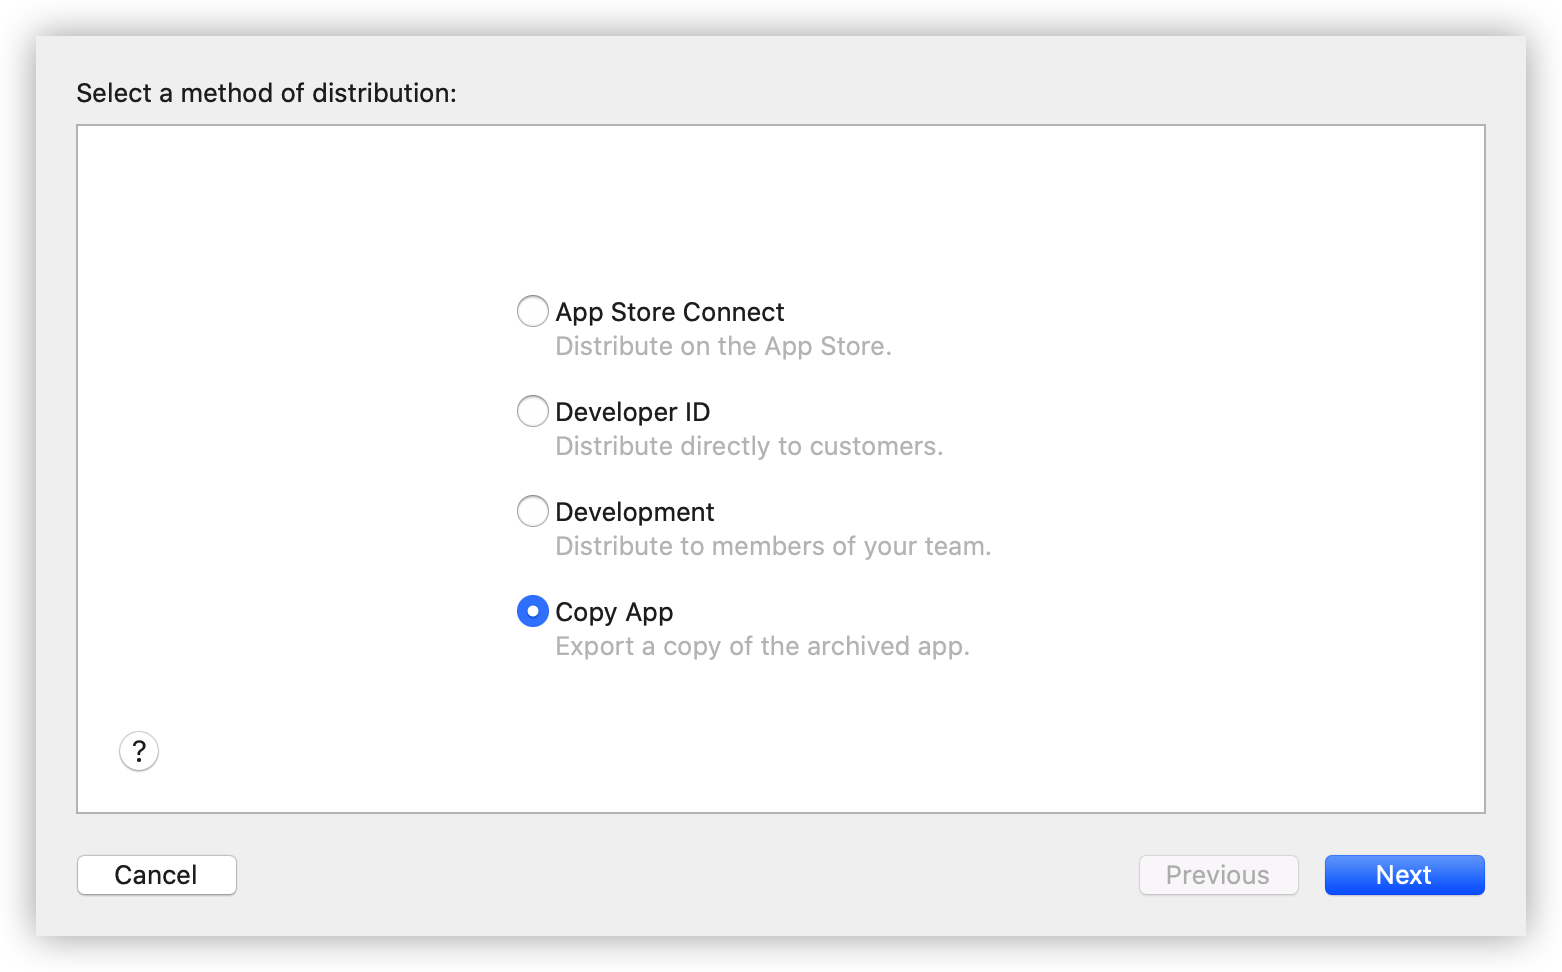 Select a method of distribution:
App Store Connect
Distribute on the App Store.
Developer ID
Distribute directly to customers.
Development
Distribute to members of your team.
Copy App
Export a copy of the archived app.
?
Cancel
Previous
Next